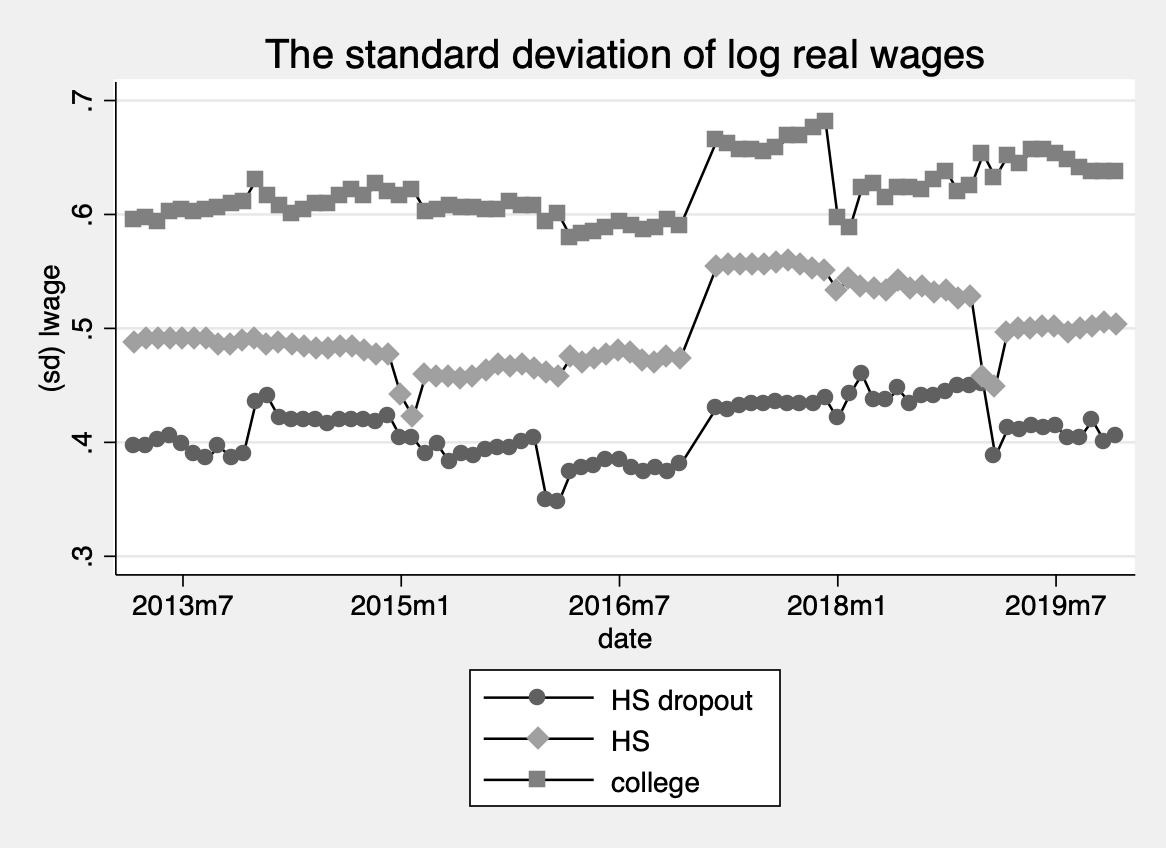 The standard deviation of log real wages
(sd) lwage
.7
.6
.5
.4
.3
2013m7 2015m1 2016m7 2018m1 2019m7
date
HS dropout
HS
college